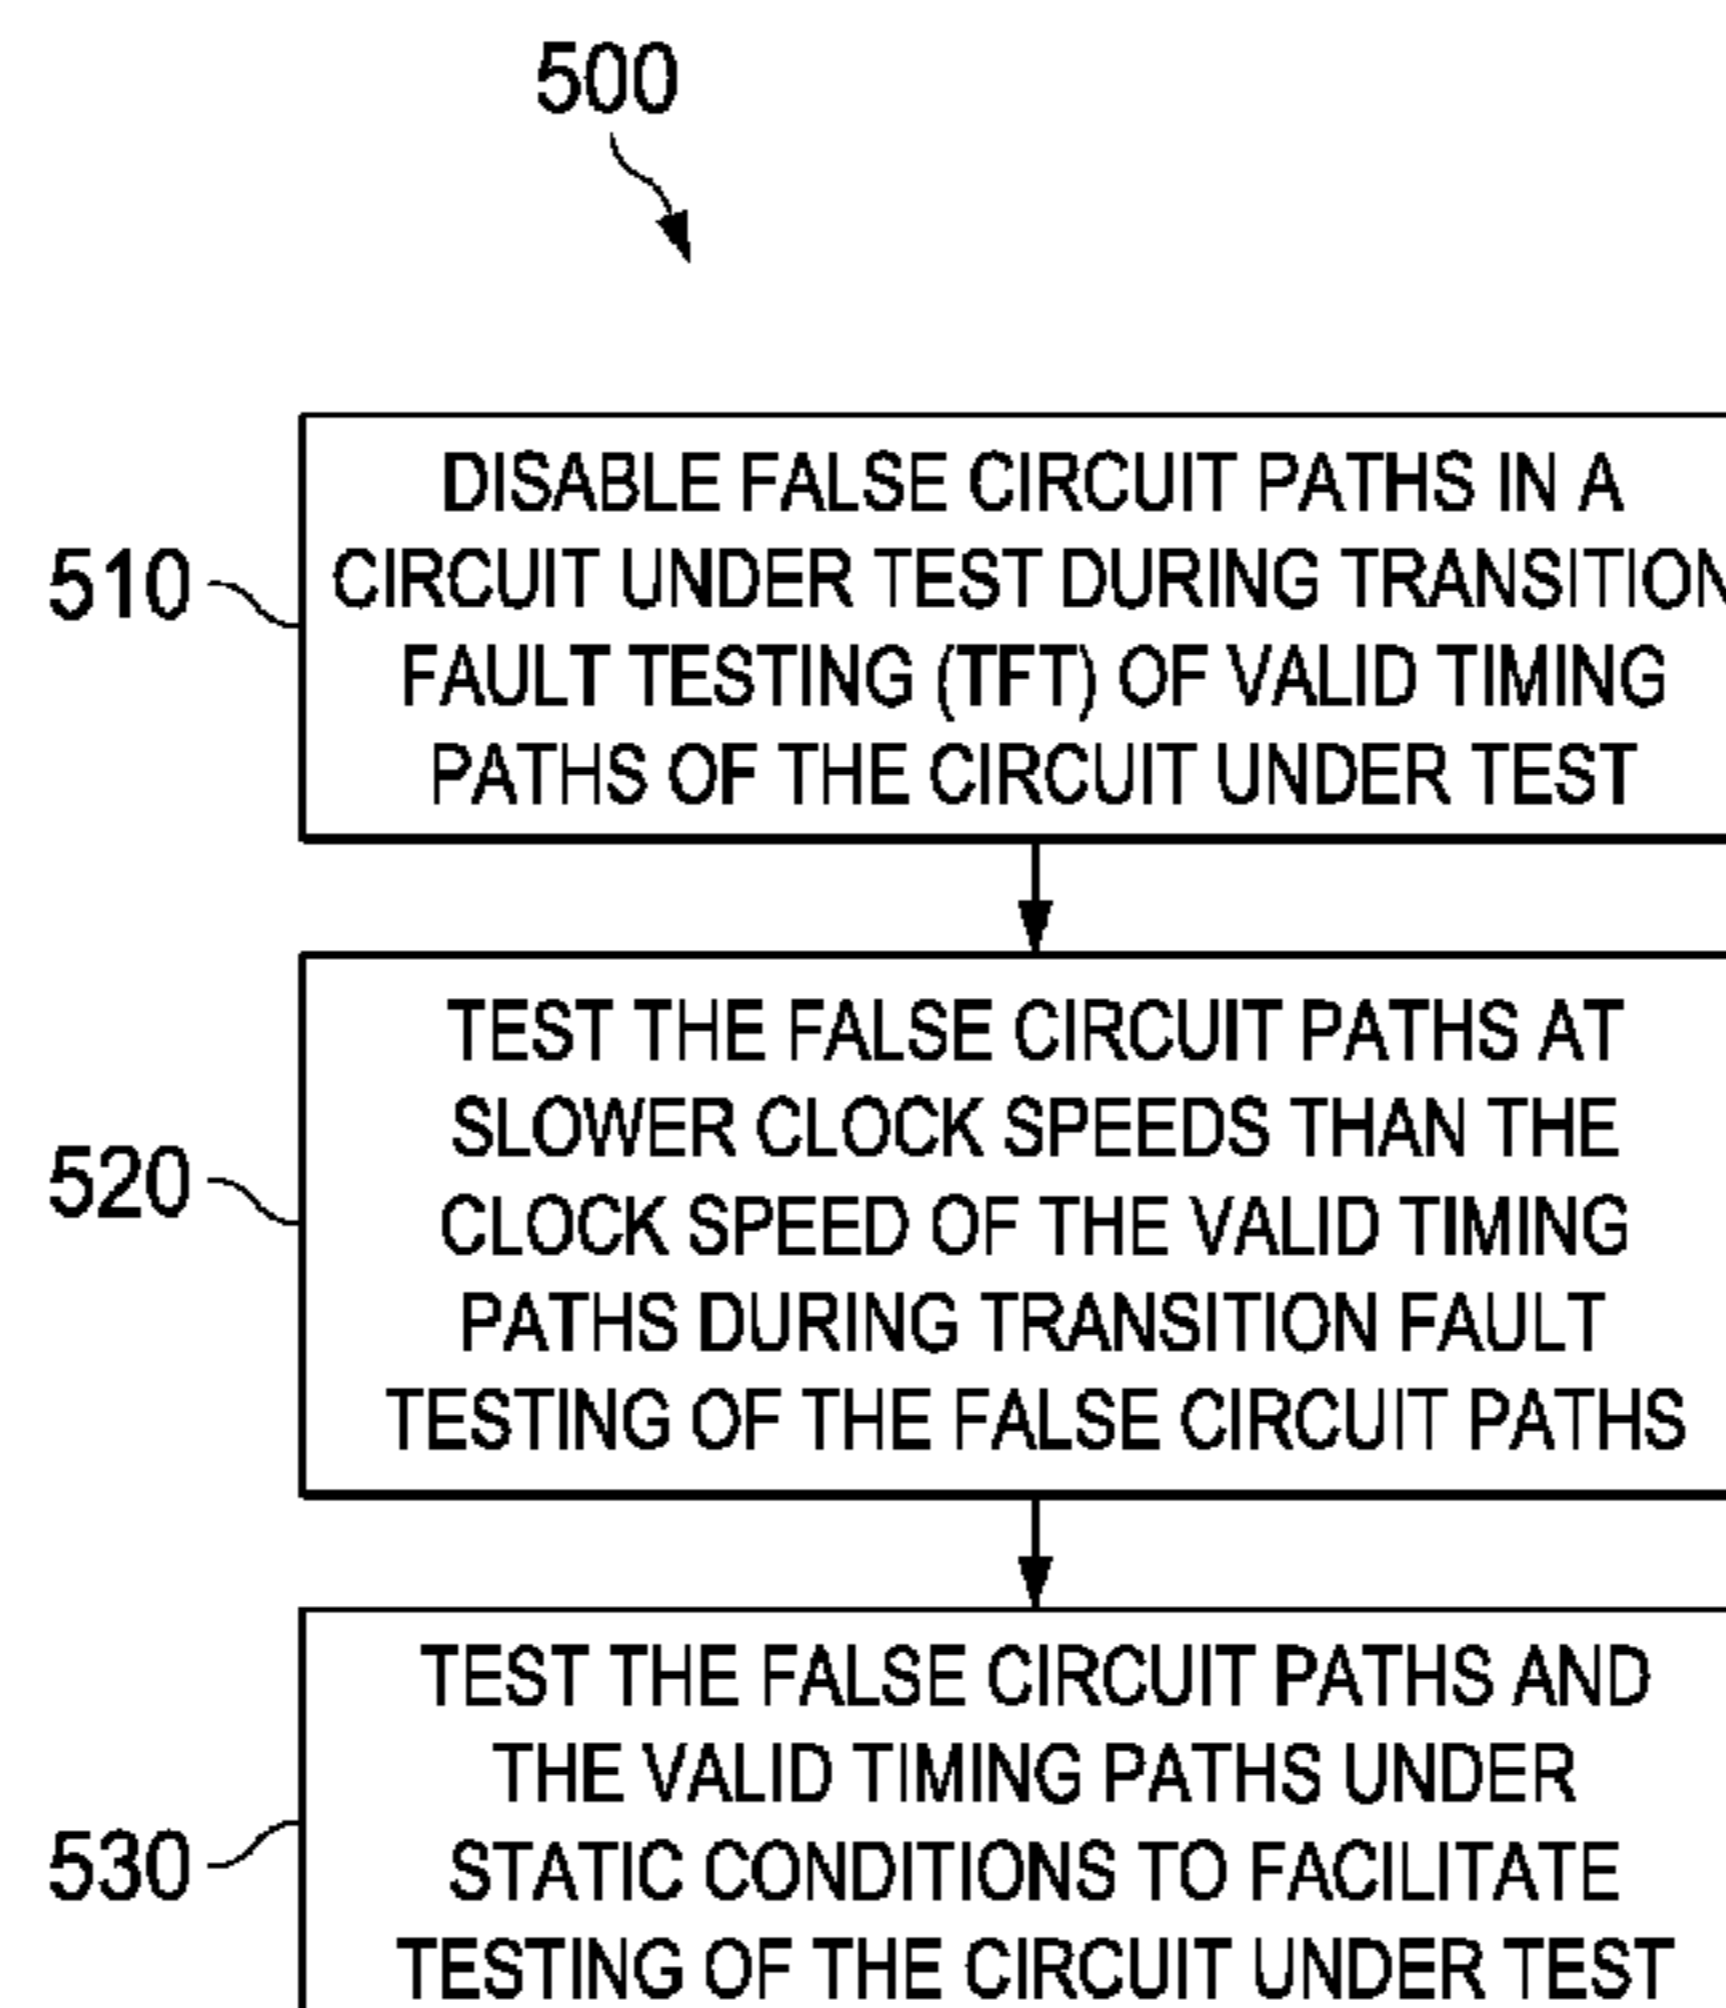 500
510
DISABLE FALSE CIRCUIT PATHS IN A
CIRCUIT UNDER TEST DURING TRANSITION
FAULT TESTING (TFT) OF VALID TIMING
PATHS OF THE CIRCUIT UNDER TEST
520
TEST THE FALSE CIRCUIT PATHS AT
SLOWER CLOCK SPEEDS THAN THE
CLOCK SPEED OF THE VALID TIMING
PATHS DURING TRANSITION FAULT
TESTING OF THE FALSE CIRCUIT PATHS
530
TEST THE FALSE CIRCUIT PATHS AND
THE VALID TIMING PATHS UNDER
STATIC CONDITIONS TO FACILITATE
TESTING OF THE CIRCUIT UNDER TEST